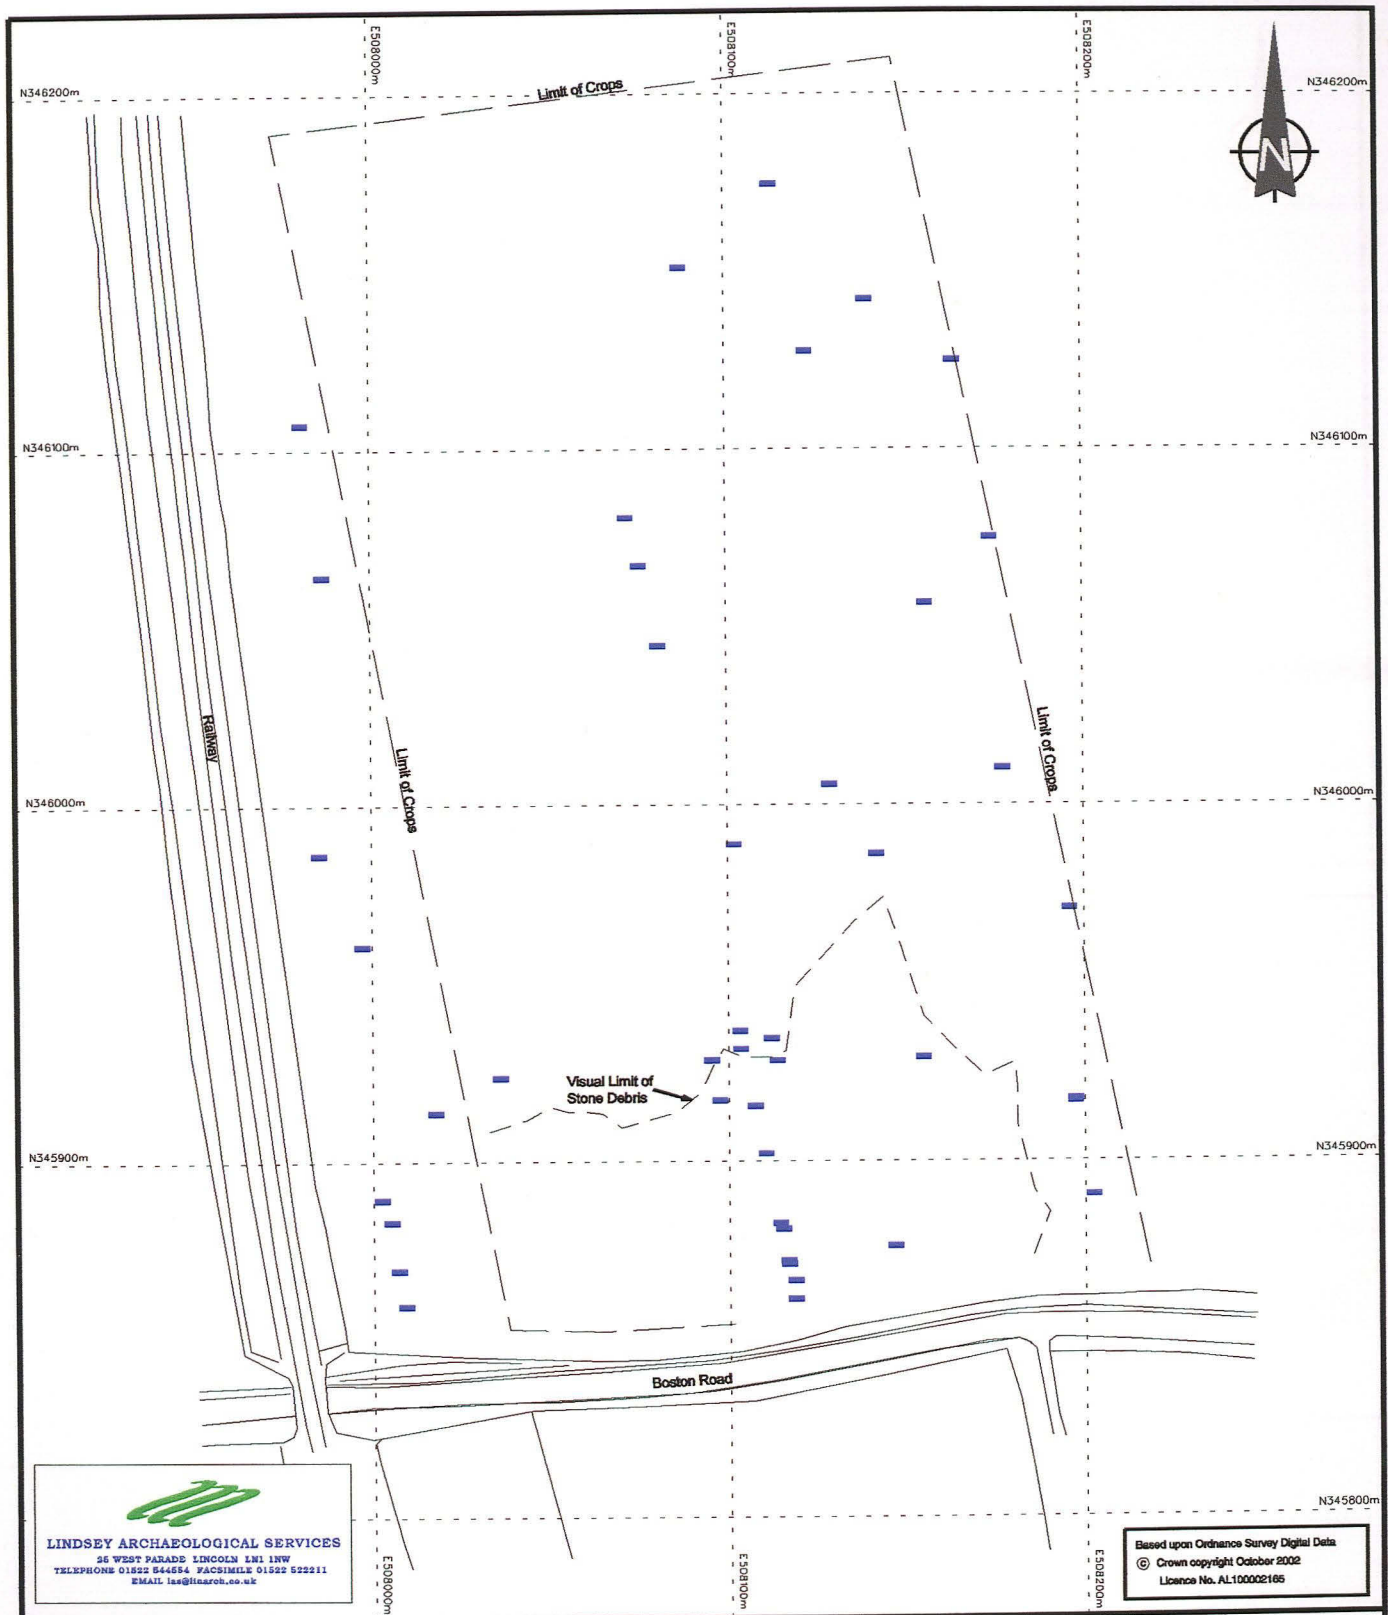 E508000m
E508100m
E508200m
N346200m
Limit of Crops
N346200m
N
N346100m
N346100m
Railway
Limit of Crops
Limit of Crops
N346000m
N346000m
Visual Limit of
Stone Debris
N345900m
N345900m
Boston Road
N345800m
LINDSEY ARCHAEOLOGICAL SERVICES
25 WEST PARADE LINCOLN LN1 1NW
TELEPHONE 01522 544554 FACSIMILE 01522 522211
EMAIL las@linarch.co.uk
E508000m
E508100m
E508200m
Based upon Ordnance Survey Digital Data
© Crown copyright October 2002
Licence No. AL100002165